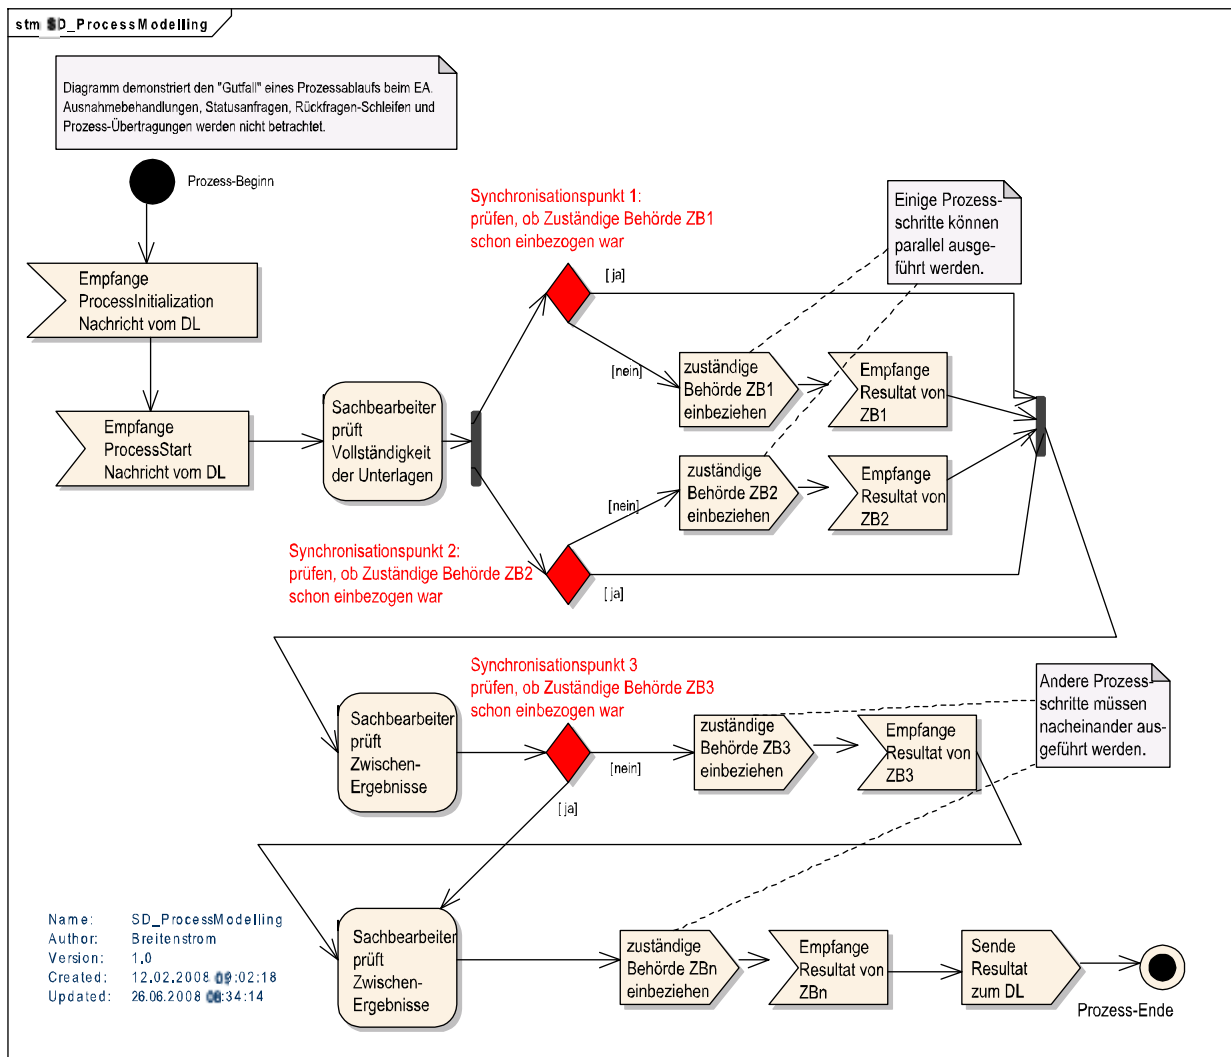 stm SD_ProcessModelling
Diagramm demonstriert den "Gutfall" eines Prozessablaufs beim EA.
Ausnahmebehandlungen, Statusanfragen, Rückfragen-Schleifen und
Prozess-Übertragungen werden nicht betrachtet.
Prozess-Beginn
Empfange
ProcessInitialization
Nachricht vom DL
Empfange
ProcessStart
Nachricht vom DL
Sachbearbeiter
prüft
Vollständigkeit
der Unterlagen
Synchronisationspunkt 1:
prüfen, ob Zuständige Behörde ZB1
schon einbezogen war
[ja]
[nein]
Einige Prozess-
schritte können
parallel ausge-
führt werden.
zuständige
Behörde ZB1
einbeziehen
Empfange
Resultat von
ZB1
zuständige
Behörde ZB2
einbeziehen
Empfange
Resultat von
ZB2
[nein]
Synchronisationspunkt 2:
prüfen, ob Zuständige Behörde ZB2
schon einbezogen war
[ja]
Synchronisationspunkt 3
prüfen, ob Zuständige Behörde ZB3
schon einbezogen war
Sachbearbeiter
prüft
Zwischen-
Ergebnisse
[nein]
[ja]
zuständige
Behörde ZB3
einbeziehen
Empfange
Resultat von
ZB3
Andere Prozess-
schritte müssen
nacheinander aus-
geführt werden.
Sachbearbeiter
prüft
Zwischen-
Ergebnisse
zuständige
Behörde ZBn
einbeziehen
Empfange
Resultat von
ZBn
Sende
Resultat
zum DL
Prozess-Ende
Name: SD_ProcessModelling
Author: Breitenstrom
Version: 1.0
Created: 12.02.2008
Updated: 26.06.2008